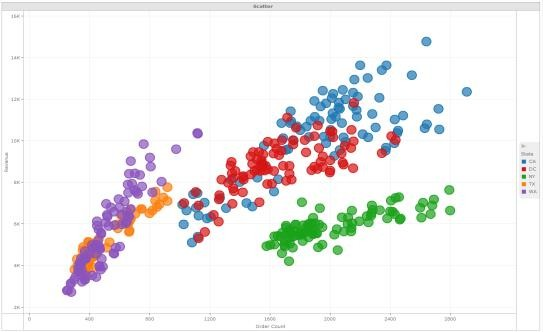 Scatter
16K
14K
12K
10K
8K
6K
4K
2K
Revenue
0
400
800
1200
1600
2000
2400
2800
Order Count
State
CA
DC
NY
TX
WA